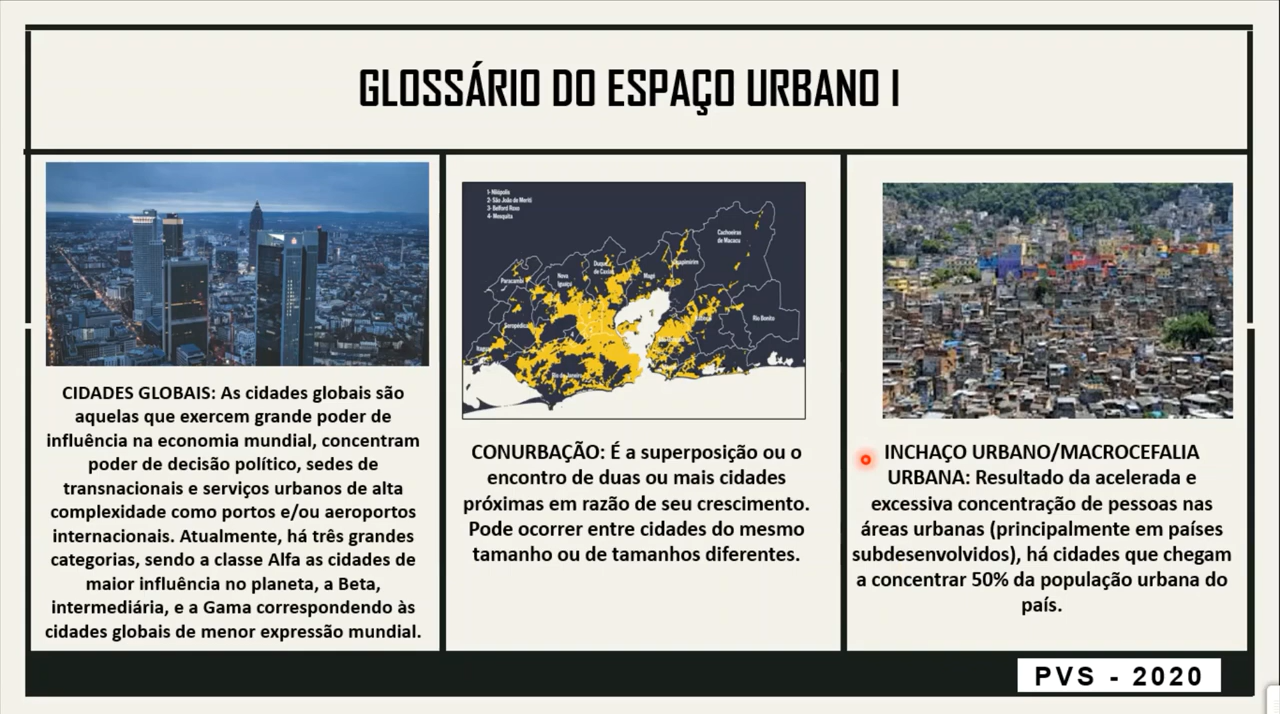 GLOSSÁRIO DO ESPAÇO URBANO I
CIDADES GLOBAIS: As cidades globais são
aquelas que exercem grande poder de
influência na economia mundial, concentram
poder de decisão político, sedes de
transnacionais e serviços urbanos de alta
complexidade como portos e/ou aeroportos
internacionais. Atualmente, há três grandes
categorias, sendo a classe Alfa as cidades de
maior influência no planeta, a Beta,
intermediária, e a Gama correspondendo às
cidades globais de menor expressão mundial.
1- Nilópolis
2- São João de Meriti
3- Belford Roxo
4- Mesquita
Cachoeiras
de Macacu
Duque
de Caxias
Magé
Nova
Iguaçu
Paracambi
Seropédica
Rio Bonito
Rio de Janeiro
CONURBAÇÃO: É a superposição ou o
encontro de duas ou mais cidades
próximas em razão de seu crescimento.
Pode ocorrer entre cidades do mesmo
tamanho ou de tamanhos diferentes.
INCHAÇO URBANO/MACROCEFALIA
URBANA: Resultado da acelerada e
excessiva concentração de pessoas nas
áreas urbanas (principalmente em países
subdesenvolvidos), há cidades que chegam
a concentrar 50% da população urbana do
país.
PVS - 2020